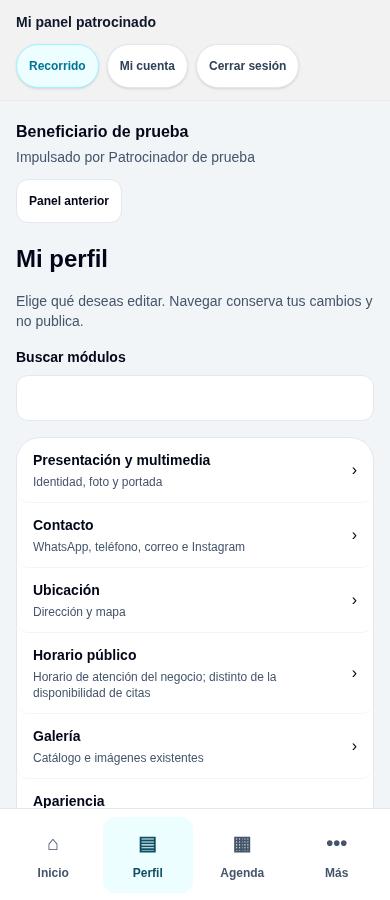 Mi panel patrocinado
Recorrido
Mi cuenta
Cerrar sesión
Beneficiario de prueba
Impulsado por Patrocinador de prueba
Panel anterior
Mi perfil
Elige qué deseas editar. Navegar conserva tus cambios y
no publica.
Buscar módulos
Presentación y multimedia
Identidad, foto y portada
Contacto
WhatsApp, teléfono, correo e Instagram
Ubicación
Dirección y mapa
Horario público
Horario de atención del negocio; distinto de la
disponibilidad de citas
Galería
Catálogo e imágenes existentes
Apariencia
Inicio
Perfil
Agenda
Más